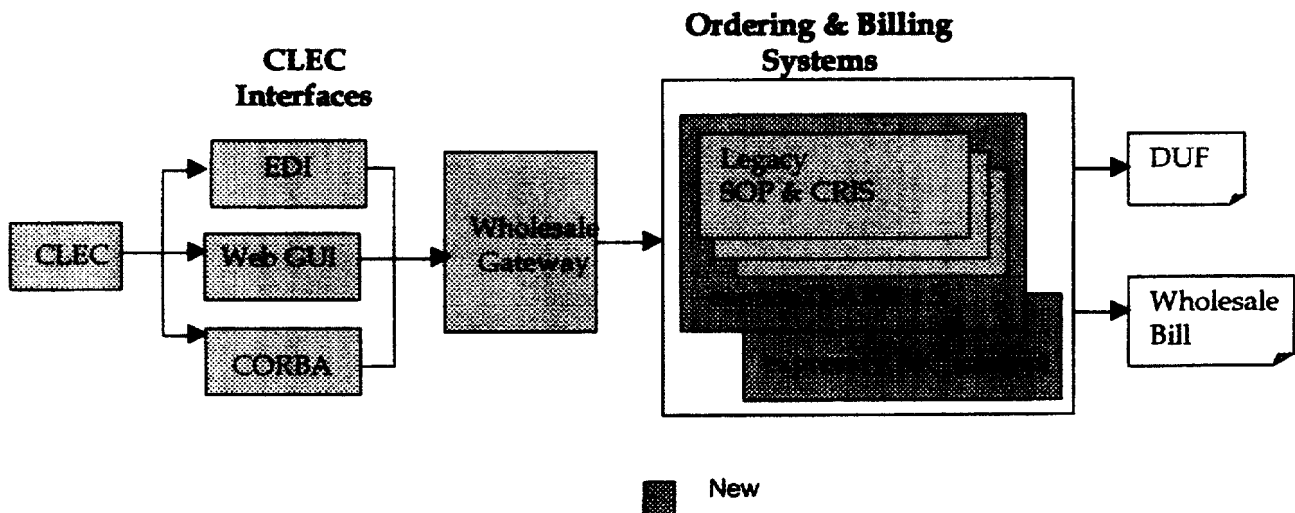 Ordering & Billing
Systems
CLEC
Interfaces
EDI
Legacy
SOP & CRIS
DUF
CLEC
Web GUI
Wholesale
Gateway
Wholesale
Bill
CORBA
New